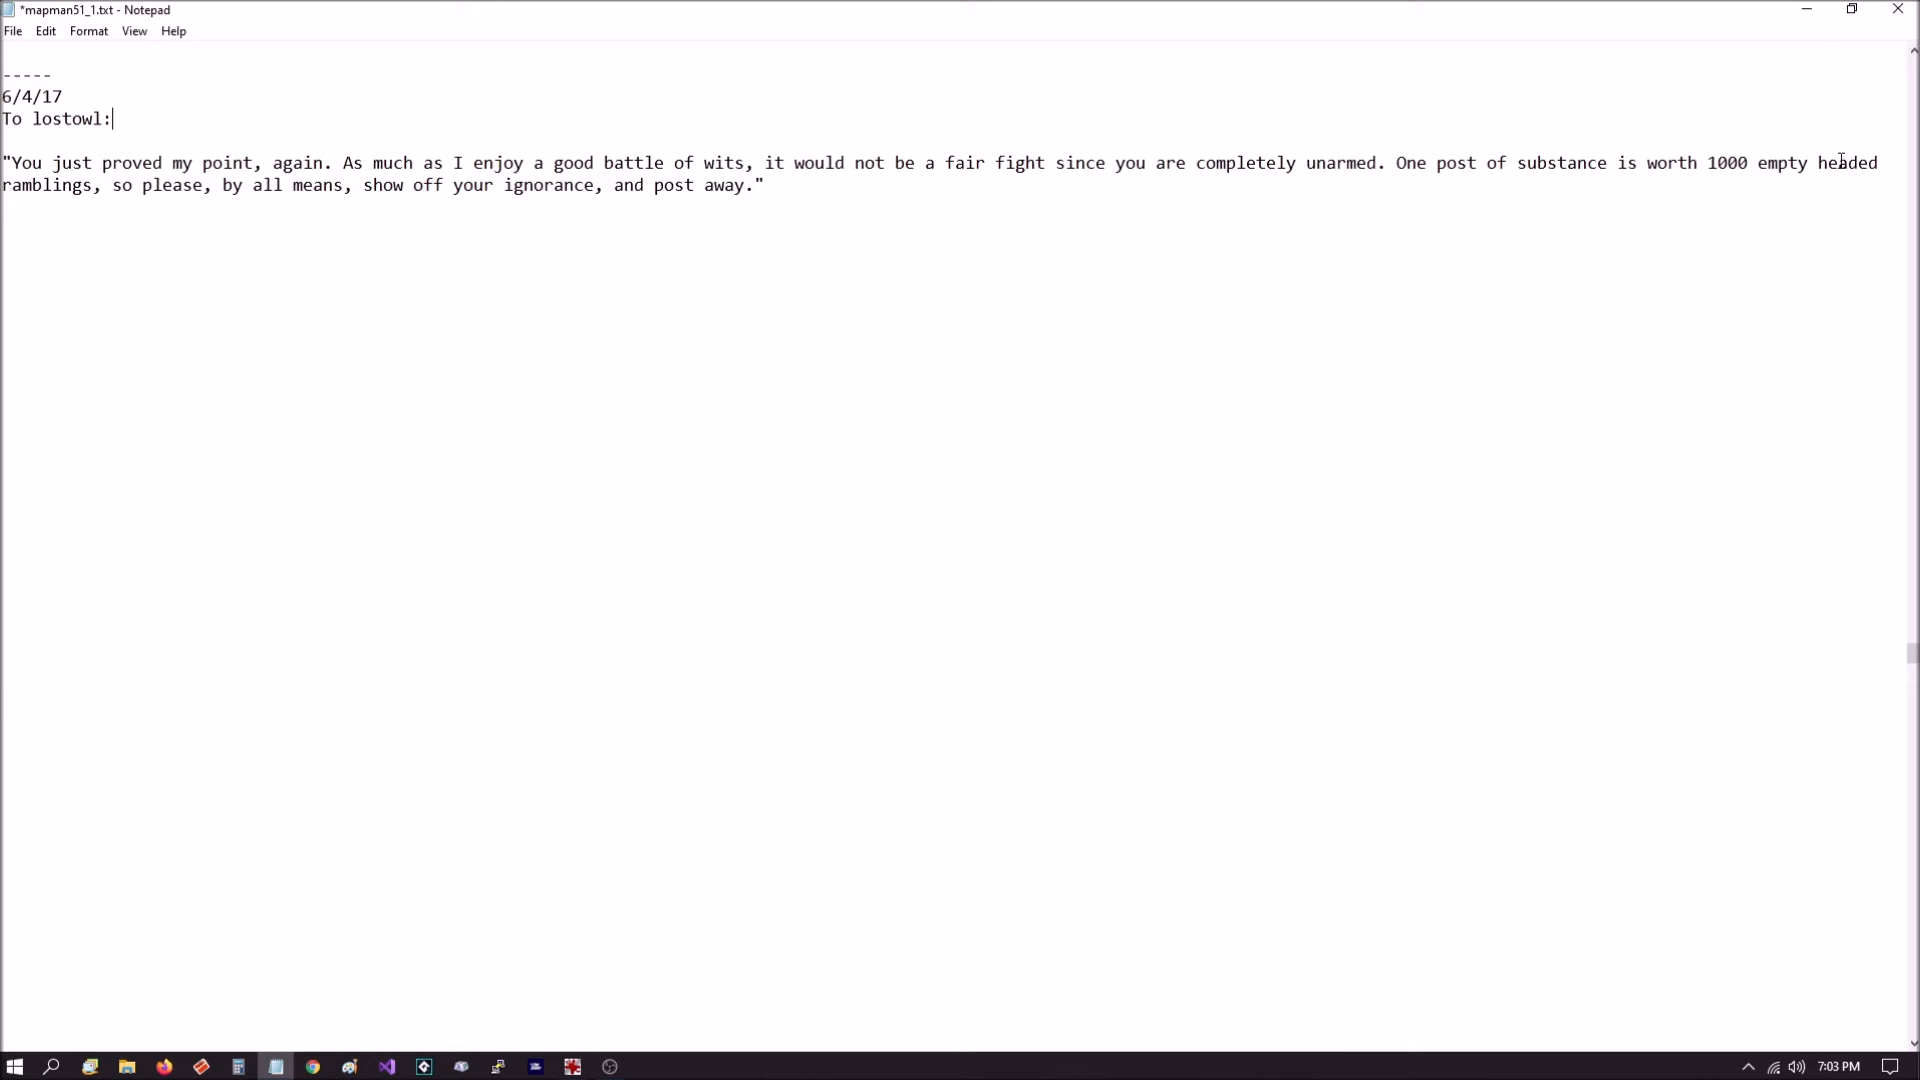 *mapman51_1.txt - Notepad
File Edit Format View Help
-----
6/4/17
To lostowl:
"You just proved my point, again. As much as I enjoy a good battle of wits, it would not be a fair fight since you are completely unarmed. One post of substance is worth 1000 empty headed
ramblings, so please, by all means, show off your ignorance, and post away."
7:03 PM